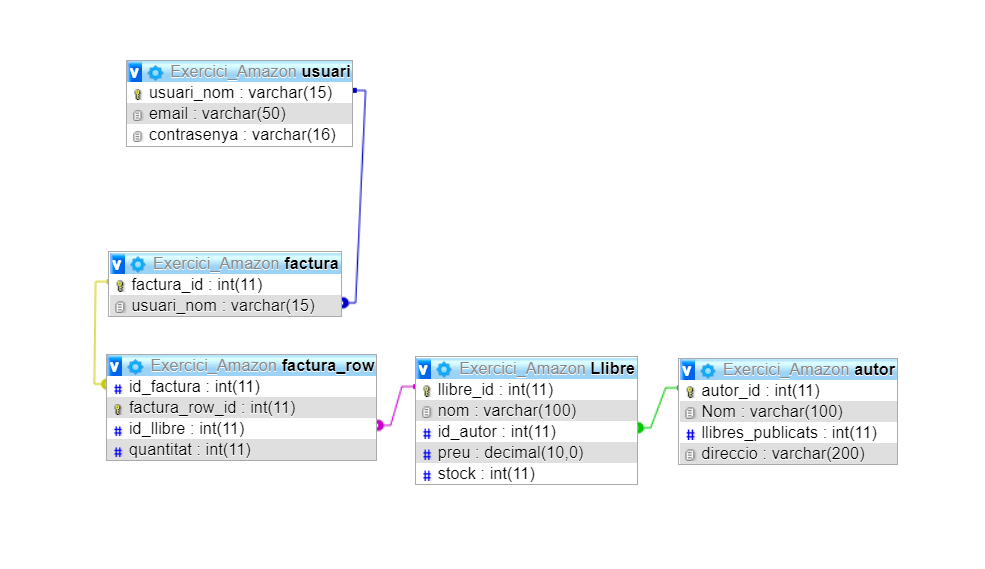 v Exercici_Amazon usuari
usuari_nom : varchar(15)
email : varchar(50)
contrasenya : varchar(16)
v Exercici_Amazon factura
factura_id : int(11)
usuari_nom : varchar(15)
v Exercici_Amazon factura_row
# id_factura : int(11)
factura_row_id : int(11)
# id_llibre : int(11)
# quantitat : int(11)
v Exercici_Amazon Llibre
llibre_id : int(11)
nom : varchar(100)
# id_autor : int(11)
# preu : decimal(10,0)
# stock : int(11)
v Exercici_Amazon autor
autor_id : int(11)
Nom : varchar(100)
# llibres_publicats : int(11)
direccio : varchar(200)